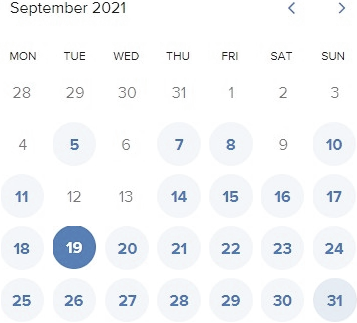 September 2021
MON TUE WED THU FRI SAT SUN
28 29 30 31 1 2 3
4 5 6 7 8 9 10
11 12 13 14 15 16 17
18 19 20 21 22 23 24
25 26 27 28 29 30 31